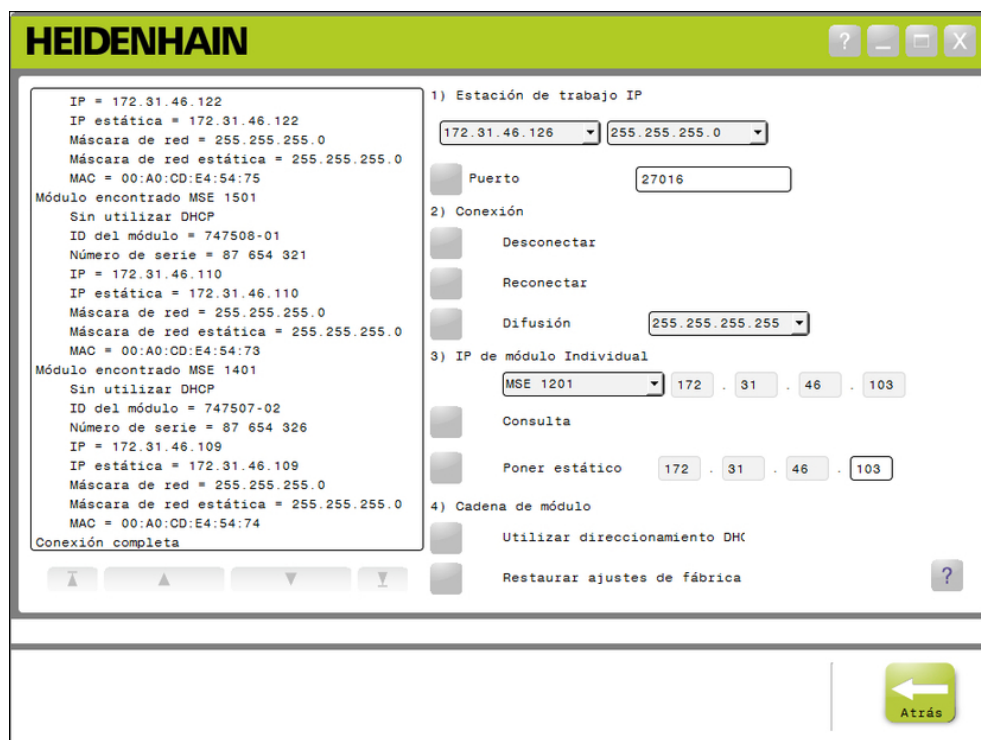 HEIDENHAIN
?
X
IP = 172.31.46.122
IP estática = 172.31.46.122
Máscara de red = 255.255.255.0
Máscara de red estática = 255.255.255.0
MAC = 00:A0:CD:E4:54:75
Módulo encontrado MSE 1501
Sin utilizar DHCP
ID del módulo = 747508-01
Número de serie = 87 654 321
IP = 172.31.46.110
IP estática = 172.31.46.110
Máscara de red = 255.255.255.0
Máscara de red estática = 255.255.255.0
MAC = 00:A0:CD:E4:54:73
Módulo encontrado MSE 1401
Sin utilizar DHCP
ID del módulo = 747507-02
Número de serie = 87 654 326
IP = 172.31.46.109
IP estática = 172.31.46.109
Máscara de red = 255.255.255.0
Máscara de red estática = 255.255.255.0
MAC = 00:A0:CD:E4:54:74
Conexión completa
1) Estación de trabajo IP
172.31.46.126 255.255.255.0
Puerto 27016
2) Conexión
Desconectar
Reconectar
Difusión 255.255.255.255
3) IP de módulo Individual
MSE 1201 172 . 31 . 46 . 103
Consulta
Poner estático 172 . 31 . 46 . 103
4) Cadena de módulo
Utilizar direccionamiento DHC
Restaurar ajustes de fábrica
?
Atrás